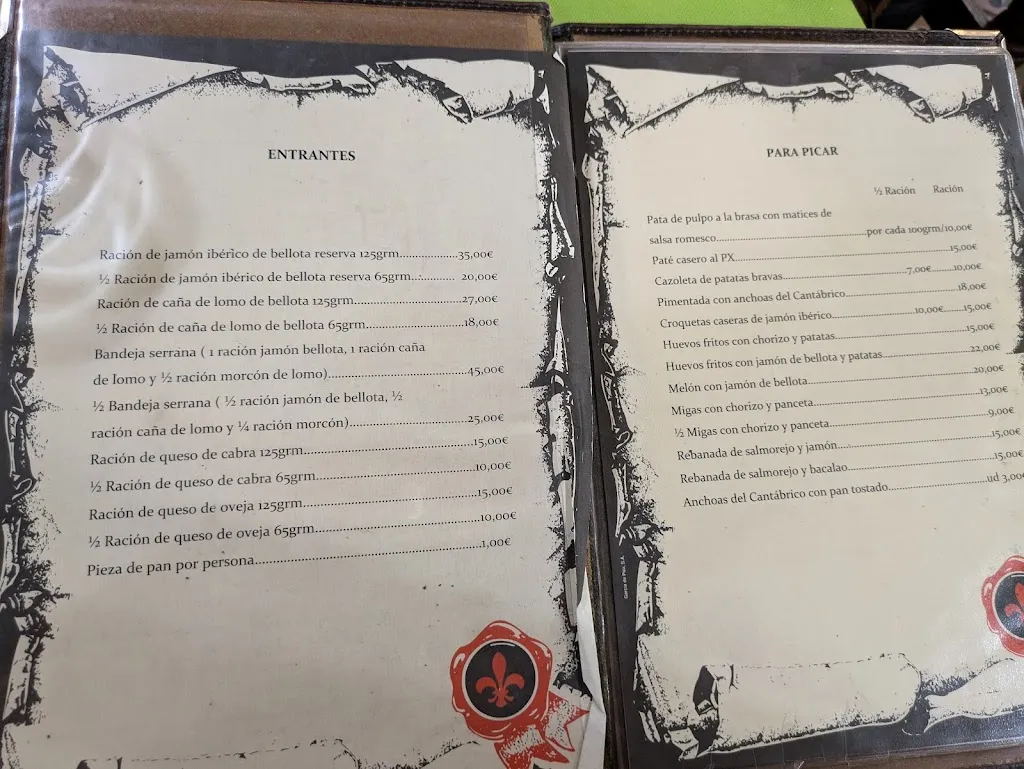 ENTRANTES
Ración de jamón ibérico de bellota reserva 125grm..................35,00€
½ Ración de jamón ibérico de bellota reserva 65grm............ 20,00€
Ración de caña de lomo de bellota 125grm.................................27,00€
½ Ración de caña de lomo de bellota 65grm..............................18,00€
Bandeja serrana ( 1 ración jamón bellota, 1 ración caña
de lomo y ½ ración morcón de lomo)..........................................45,00€
½ Bandeja serrana ( ½ ración jamón de bellota, ½
ración caña de lomo y ¼ ración morcón)....................................25,00€
Ración de queso de cabra 125grm...................................................15,00€
½ Ración de queso de cabra 65grm................................................10,00€
Ración de queso de oveja 125grm....................................................15,00€
½ Ración de queso de oveja 65grm..................................................10,00€
Pieza de pan por persona....................................................................1,00€
PARA PICAR
½ Ración Ración
Pata de pulpo a la brasa con matices de
salsa romesco.............................................por cada 100grm/10,00€
Paté casero al PX................................................................15,00€
Cazoleta de patatas bravas.....................................7,00€.......10,00€
Pimentada con anchoas del Cantábrico..................................18,00€
Croquetas caseras de jamón ibérico.........................10,00€.......15,00€
Huevos fritos con chorizo y patatas........................................15,00€
Huevos fritos con jamón de bellota y patatas...........................22,00€
Melón con jamón de bellota..................................................20,00€
Migas con chorizo y panceta.................................................13,00€
½ Migas con chorizo y panceta...............................................9,00€
Rebanada de salmorejo y jamón.............................................15,00€
Rebanada de salmorejo y bacalao...........................................15,00€
Anchoas del Cantábrico con pan tostado..............................ud 3,00€